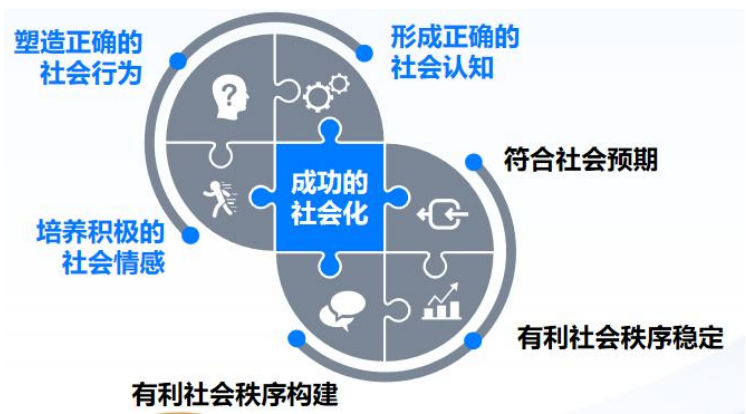 塑造正确的
社会行为
形成正确的
社会认知
符合社会预期
成功的
社会化
培养积极的
社会情感
有利社会秩序稳定
有利社会秩序构建
?